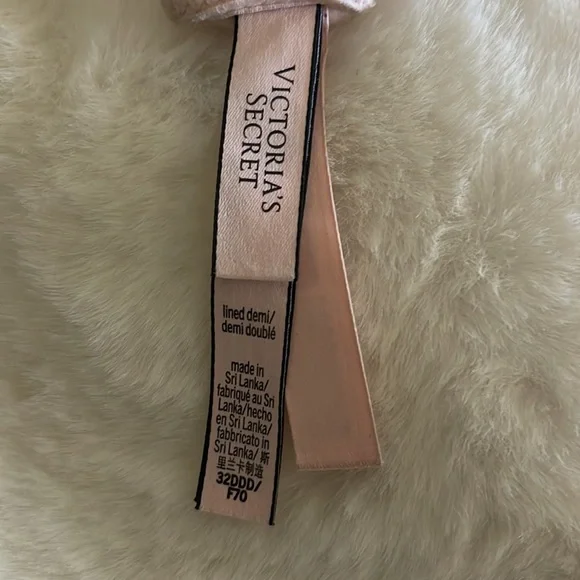 VICTORIA'S
SECRET
lined demi/
demi doublé
made in
Sri Lanka/
fabriqué au Sri
Lanka/hecho
en Sri Lanka/
fabbricato in
Sri Lanka/ 斯
里兰卡制造
32DDD/
F70